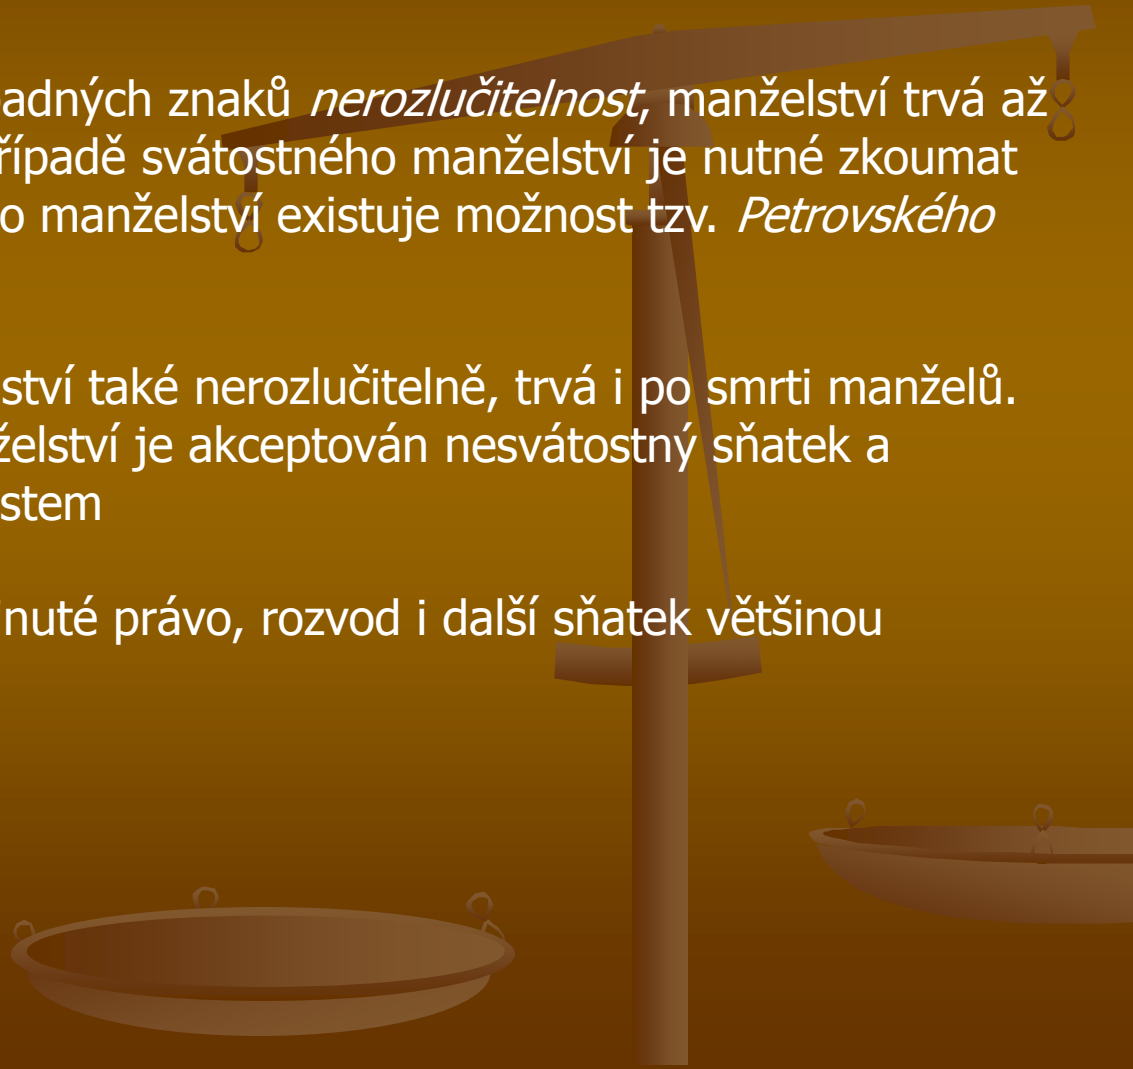 adných znaků nerozlučitelnost, manželství trvá až
řípadě svátostného manželství je nutné zkoumat
o manželství existuje možnost tzv. Petrovského
ství také nerozlučitelně, trvá i po smrti manželů.
želství je akceptován nesvátostný sňatek a
stem
nuté právo, rozvod i další sňatek většinou